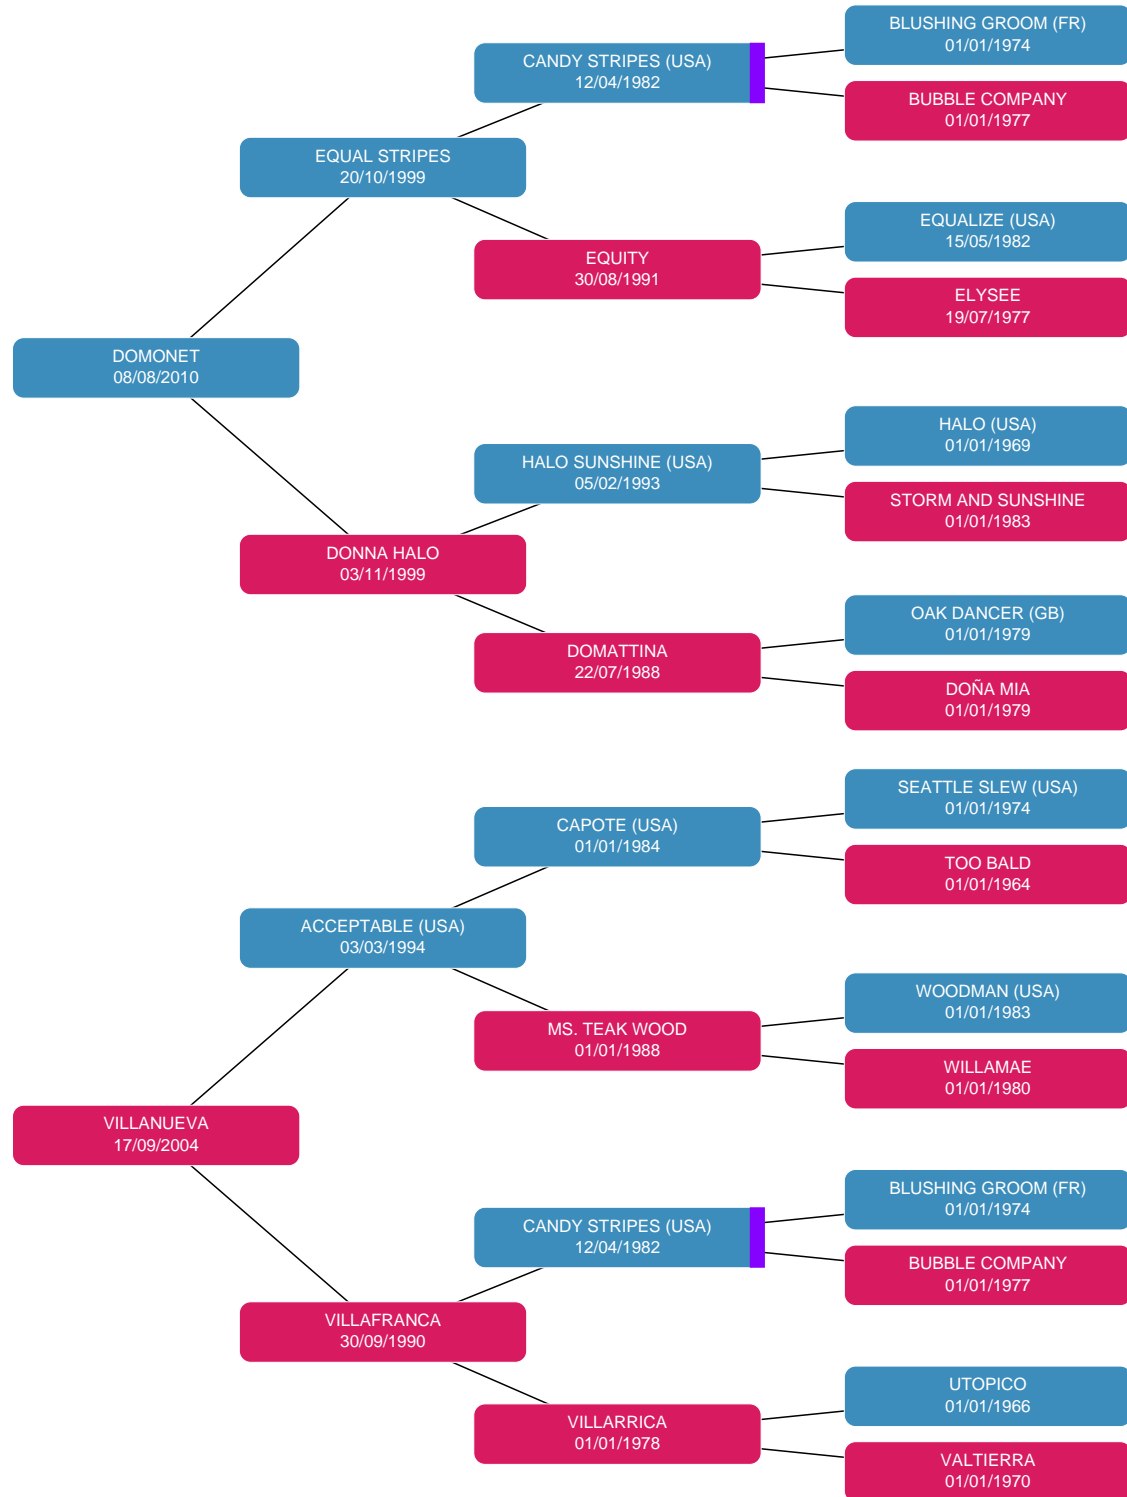 BLUSHING GROOM (FR)
01/01/1974
CANDY STRIPES (USA)
12/04/1982
BUBBLE COMPANY
01/01/1977
EQUAL STRIPES
20/10/1999
EQUALIZE (USA)
15/05/1982
EQUITY
30/08/1991
ELYSEE
19/07/1977
DOMONET
08/08/2010
HALO (USA)
01/01/1969
HALO SUNSHINE (USA)
05/02/1993
STORM AND SUNSHINE
01/01/1983
DONNA HALO
03/11/1999
OAK DANCER (GB)
01/01/1979
DOMATTINA
22/07/1988
DOÑA MIA
01/01/1979
SEATTLE SLEW (USA)
01/01/1974
CAPOTE (USA)
01/01/1984
TOO BALD
01/01/1964
ACCEPTABLE (USA)
03/03/1994
WOODMAN (USA)
01/01/1983
MS. TEAK WOOD
01/01/1988
WILLAMAE
01/01/1980
VILLANUEVA
17/09/2004
BLUSHING GROOM (FR)
01/01/1974
CANDY STRIPES (USA)
12/04/1982
BUBBLE COMPANY
01/01/1977
VILLAFRANCA
30/09/1990
UTOPICO
01/01/1966
VILLARRICA
01/01/1978
VALTIERRA
01/01/1970